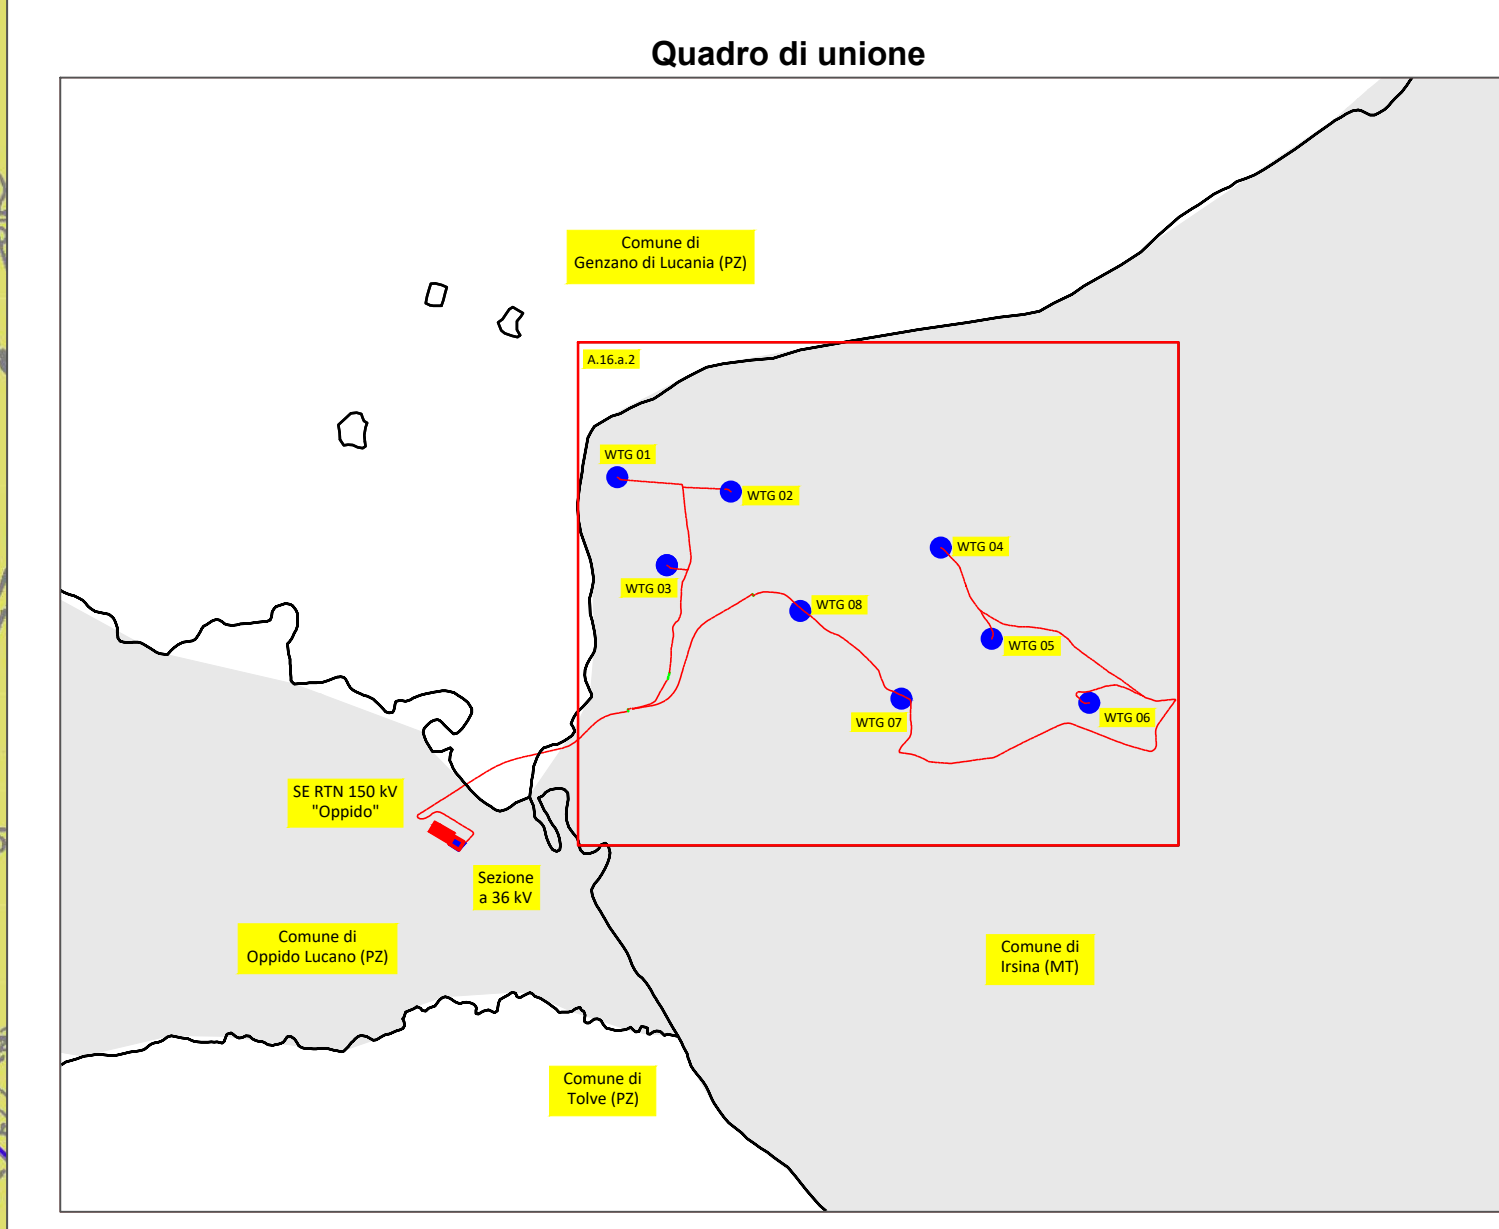 Quadro di unione
Comune di
Genzano di Lucania (PZ)
A.16.a.2
WTG 01
WTG 02
WTG 03
WTG 04
WTG 08
WTG 05
WTG 07
WTG 06
SE RTN 150 kV
"Oppido"
Sezione
a 36 kV
Comune di
Oppido Lucano (PZ)
Comune di
Irsina (MT)
Comune di
Tolve (PZ)